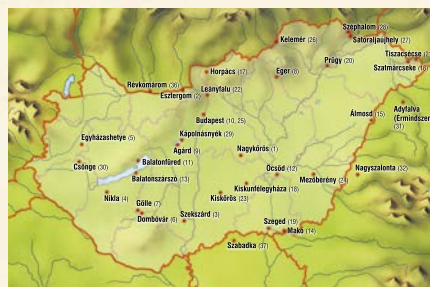 Széphalom (28)
Kelemér (26)
Sátoraljaújhely (27)
Tiszacsécse
Prügy (20)
Szatmárcseke (16)
Horpács (17)
Eger (8)
Révkomárom (36)
Leányfalu (22)
Esztergom (2)
Adyfalva
(Érmindszent)
(31)
Álmosd (15)
Budapest (10, 25)
Kápolnásnyék (29)
Egyházashetye (5)
Agárd (9)
Nagykőrös (1)
Csönge (30)
Balatonfüred (11)
Balatonszárszó (13)
Öcsöd (12)
Nagyszalonta (32)
Mezőberény (24)
Kiskunfélegyháza (18)
Nikla (4)
Gölle (7)
Kiskőrös (23)
Dombóvár (6)
Szekszárd (3)
Szeged (19)
Makó (14)
Szabadka (37)